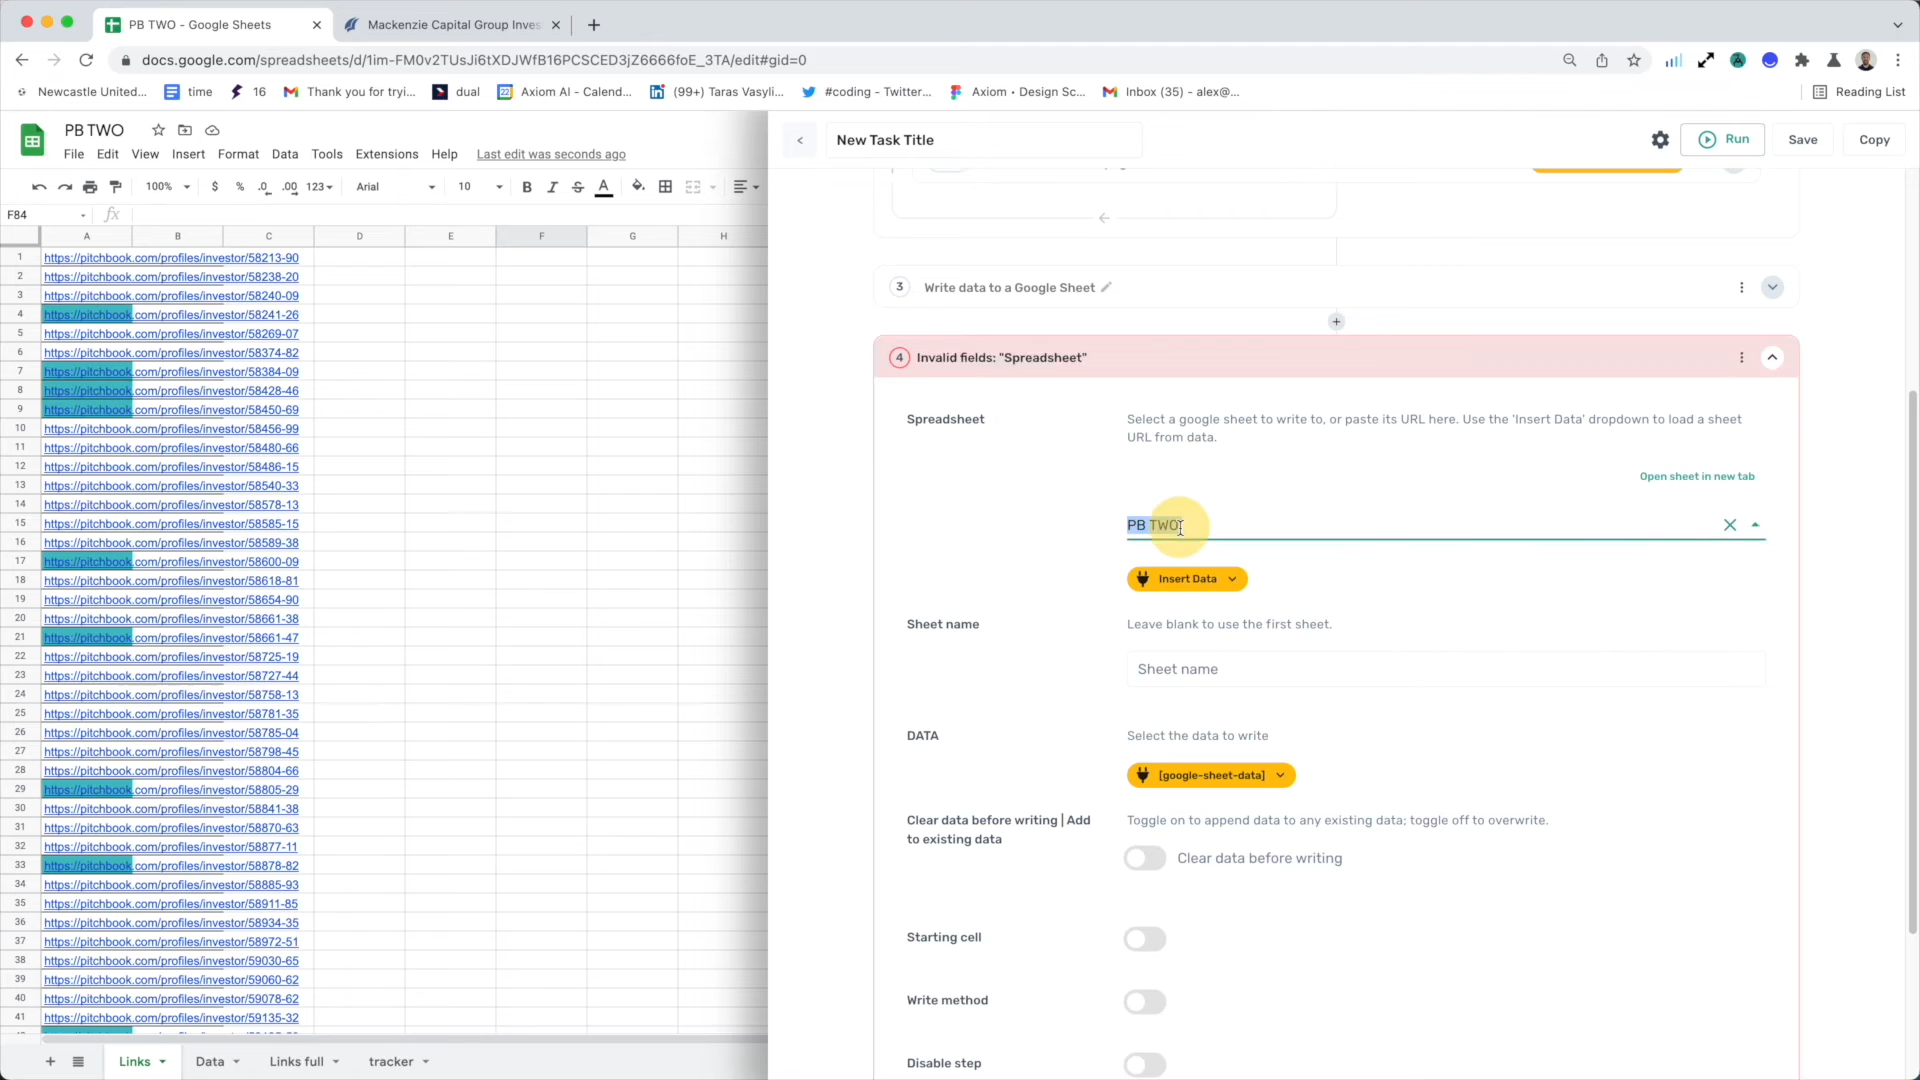 PB TWO - Google Sheets
Mackenzie Capital Group Inves
docs.google.com/spreadsheets/d/1im-FM0v2TUsJi6tXDJWfB16PCSCED3jZ6666foE_3TA/edit#gid=0
Newcastle United... time 16 Thank you for tryi... dual Axiom AI - Calend... (99+) Taras Vasyli... #coding - Twitter... Axiom • Design Sc... Inbox (35) - alex@... Reading List
PB TWO
File Edit View Insert Format Data Tools Extensions Help Last edit was seconds ago
100% $ % .0 .00 123 Arial 10 B I S A
F84 fx
A B C D E F G H
1 https://pitchbook.com/profiles/investor/58213-90
2 https://pitchbook.com/profiles/investor/58238-20
3 https://pitchbook.com/profiles/investor/58240-09
4 https://pitchbook.com/profiles/investor/58241-26
5 https://pitchbook.com/profiles/investor/58269-07
6 https://pitchbook.com/profiles/investor/58374-82
7 https://pitchbook.com/profiles/investor/58384-09
8 https://pitchbook.com/profiles/investor/58428-46
9 https://pitchbook.com/profiles/investor/58450-69
10 https://pitchbook.com/profiles/investor/58456-99
11 https://pitchbook.com/profiles/investor/58480-66
12 https://pitchbook.com/profiles/investor/58486-15
13 https://pitchbook.com/profiles/investor/58540-33
14 https://pitchbook.com/profiles/investor/58578-13
15 https://pitchbook.com/profiles/investor/58585-15
16 https://pitchbook.com/profiles/investor/58589-38
17 https://pitchbook.com/profiles/investor/58600-09
18 https://pitchbook.com/profiles/investor/58618-81
19 https://pitchbook.com/profiles/investor/58654-90
20 https://pitchbook.com/profiles/investor/58661-38
21 https://pitchbook.com/profiles/investor/58661-47
22 https://pitchbook.com/profiles/investor/58725-19
23 https://pitchbook.com/profiles/investor/58727-44
24 https://pitchbook.com/profiles/investor/58758-13
25 https://pitchbook.com/profiles/investor/58781-35
26 https://pitchbook.com/profiles/investor/58785-04
27 https://pitchbook.com/profiles/investor/58798-45
28 https://pitchbook.com/profiles/investor/58804-66
29 https://pitchbook.com/profiles/investor/58805-29
30 https://pitchbook.com/profiles/investor/58841-38
31 https://pitchbook.com/profiles/investor/58870-63
32 https://pitchbook.com/profiles/investor/58877-11
33 https://pitchbook.com/profiles/investor/58878-82
34 https://pitchbook.com/profiles/investor/58885-93
35 https://pitchbook.com/profiles/investor/58911-85
36 https://pitchbook.com/profiles/investor/58934-35
37 https://pitchbook.com/profiles/investor/58972-51
38 https://pitchbook.com/profiles/investor/59030-65
39 https://pitchbook.com/profiles/investor/59060-62
40 https://pitchbook.com/profiles/investor/59078-62
41 https://pitchbook.com/profiles/investor/59135-32
Links Data Links full tracker
New Task Title Run Save Copy
3 Write data to a Google Sheet
4 Invalid fields: "Spreadsheet"
Spreadsheet
Select a google sheet to write to, or paste its URL here. Use the 'Insert Data' dropdown to load a sheet
URL from data.
Open sheet in new tab
PB TWO
Insert Data
Sheet name
Leave blank to use the first sheet.
Sheet name
DATA
Select the data to write
[google-sheet-data]
Clear data before writing | Add
to existing data
Toggle on to append data to any existing data; toggle off to overwrite.
Clear data before writing
Starting cell
Write method
Disable step